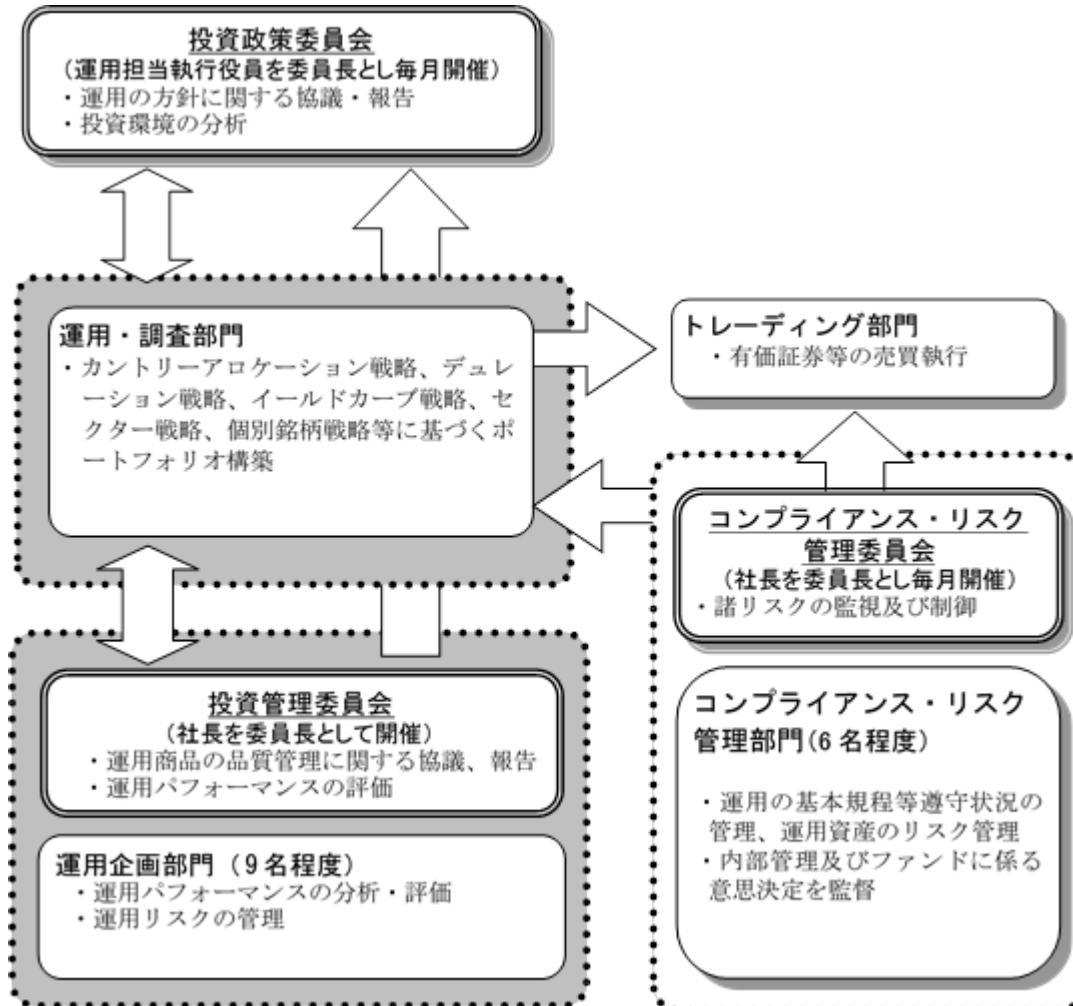 投資政策委員会
(運用担当執行役員を委員長とし毎月開催)
・運用の方針に関する協議・報告
・投資環境の分析
運用・調査部門
・カントリーアロケーション戦略、デュレ
ーション戦略、イールドカーブ戦略、セ
クター戦略、個別銘柄戦略等に基づくポ
ートフォリオ構築
トレーディング部門
・有価証券等の売買執行
コンプライアンス・リスク
管理委員会
(社長を委員長とし毎月開催)
・諸リスクの監視及び制御
投資管理委員会
(社長を委員長として開催)
・運用商品の品質管理に関する協議、報告
・運用パフォーマンスの評価
運用企画部門(9名程度)
・運用パフォーマンスの分析・評価
・運用リスクの管理
コンプライアンス・リスク
管理部門(6名程度)
・運用の基本規程等遵守状況の
管理、運用資産のリスク管理
・内部管理及びファンドに係る
意思決定を監督